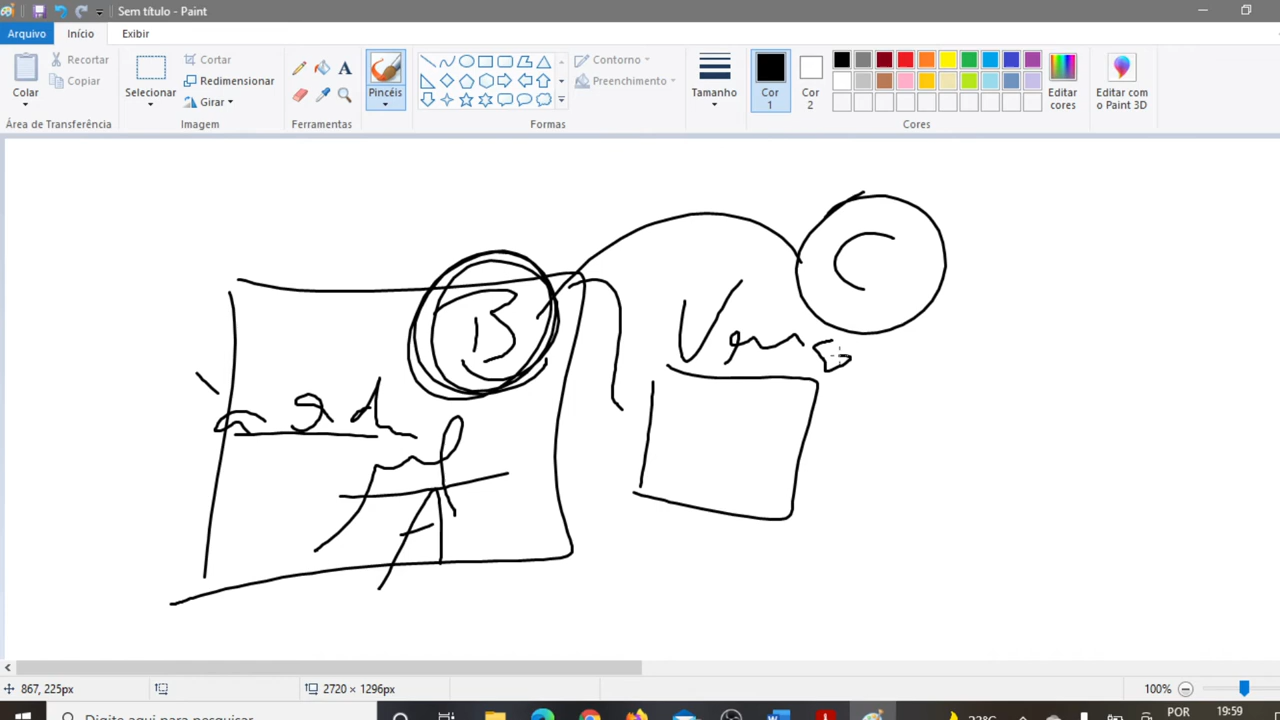 Sem título - Paint
Arquivo Início Exibir
Colar
Recortar
Copiar
Área de Transferência
Selecionar
Cortar
Redimensionar
Girar
Imagem
Ferramentas
Pincéis
Contorno
Preenchimento
Formas
Tamanho
Cor 1
Cor 2
Editar cores
Cores
Editar com o Paint 3D
C
B
867, 225px
2720 × 1296px
100%
Digite aqui para pesquisar
22°C
POR
19:59